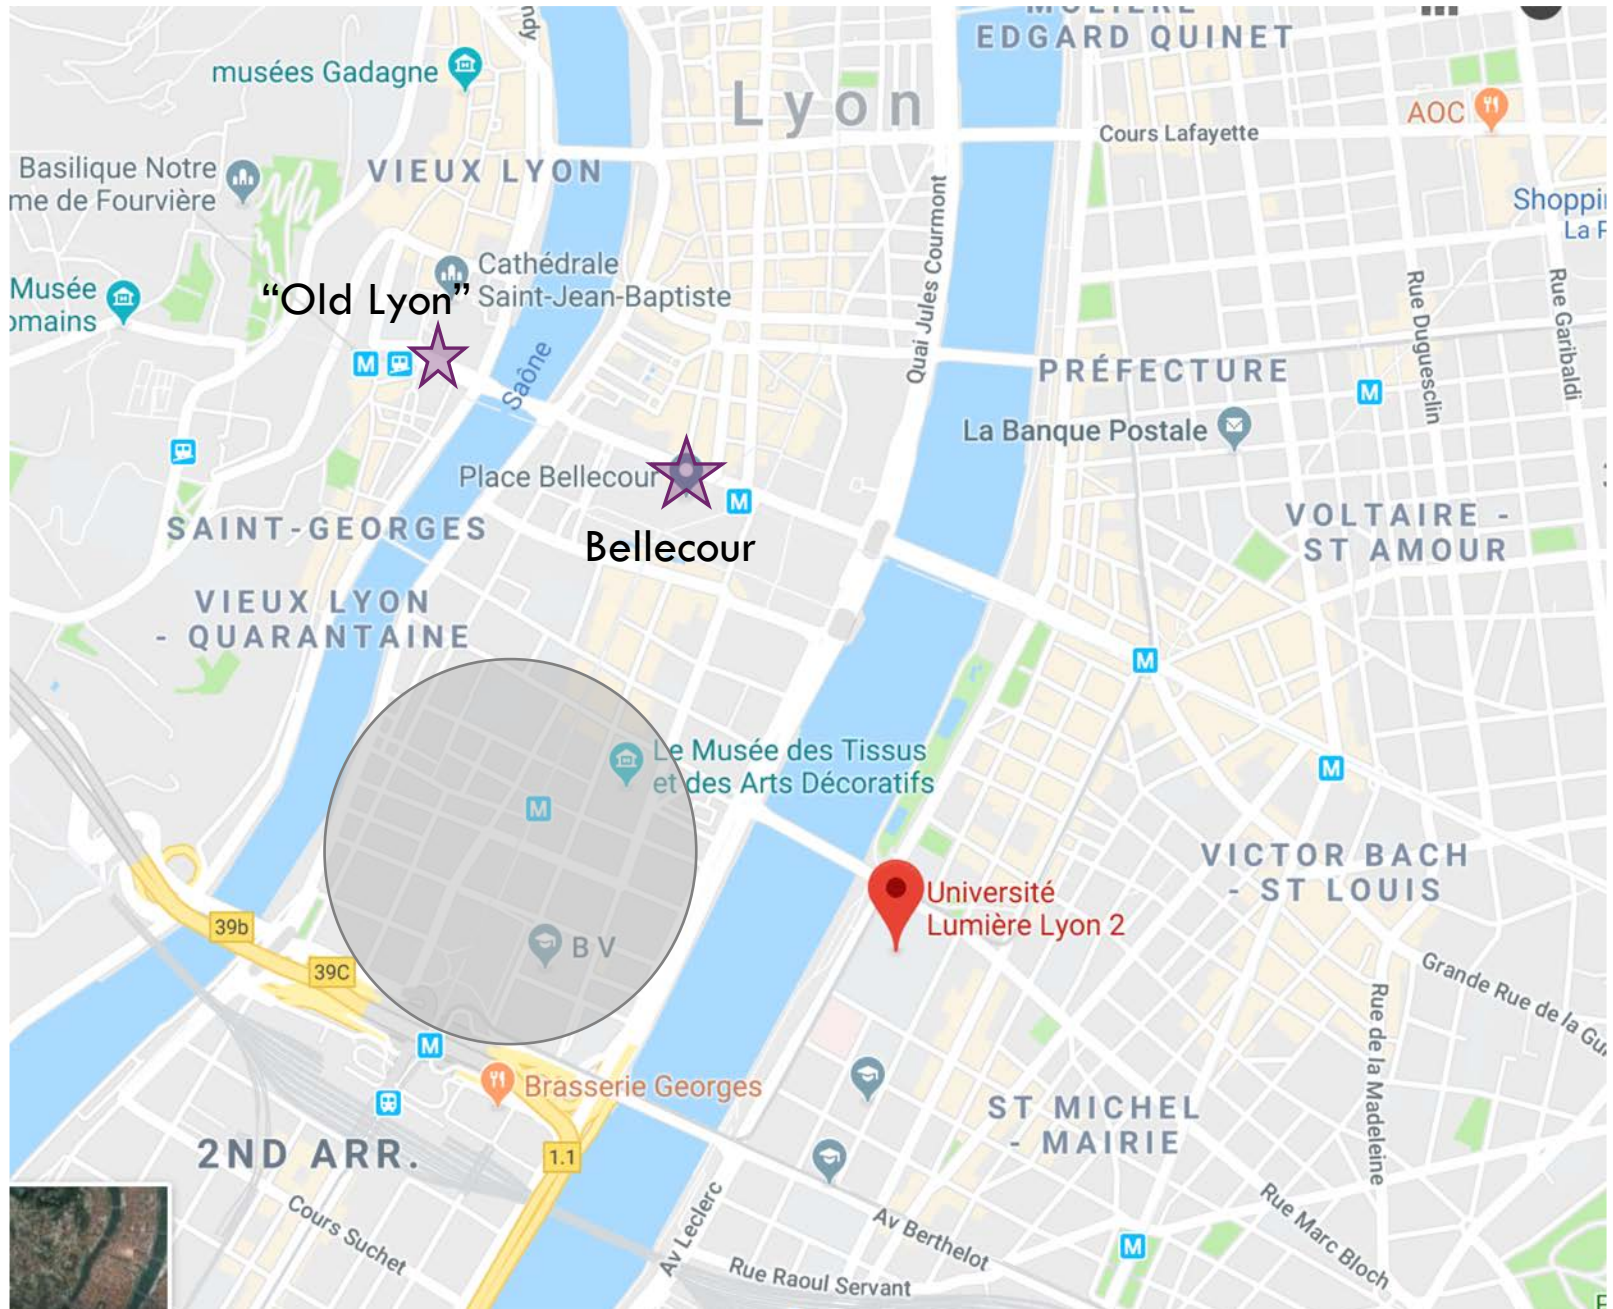 MOLIÈRE
EDGARD QUINET
musées Gadagne
Lyon
AOC
Cours Lafayette
Basilique Notre
me de Fourvière
VIEUX LYON
Shoppi
La P
Quai Jules Courmont
Cathédrale
Saint-Jean-Baptiste
Musée
omains
“Old Lyon”
M
Saône
Rue Duguesclin
Rue Garibaldi
PRÉFECTURE
M
La Banque Postale
Place Bellecour
M
Bellecour
SAINT-GEORGES
VOLTAIRE -
ST AMOUR
VIEUX LYON
- QUARANTAINE
M
Le Musée des Tissus
et des Arts Décoratifs
M
M
VICTOR BACH
- ST LOUIS
Université
Lumière Lyon 2
39b
39C
B V
Grande Rue de la Gui
Rue de la Madeleine
M
Brasserie Georges
ST MICHEL
- MAIRIE
2ND ARR.
1.1
Cours Suchet
Av Leclerc
Av Berthelot
Rue Raoul Servant
M
Rue Marc Bloch